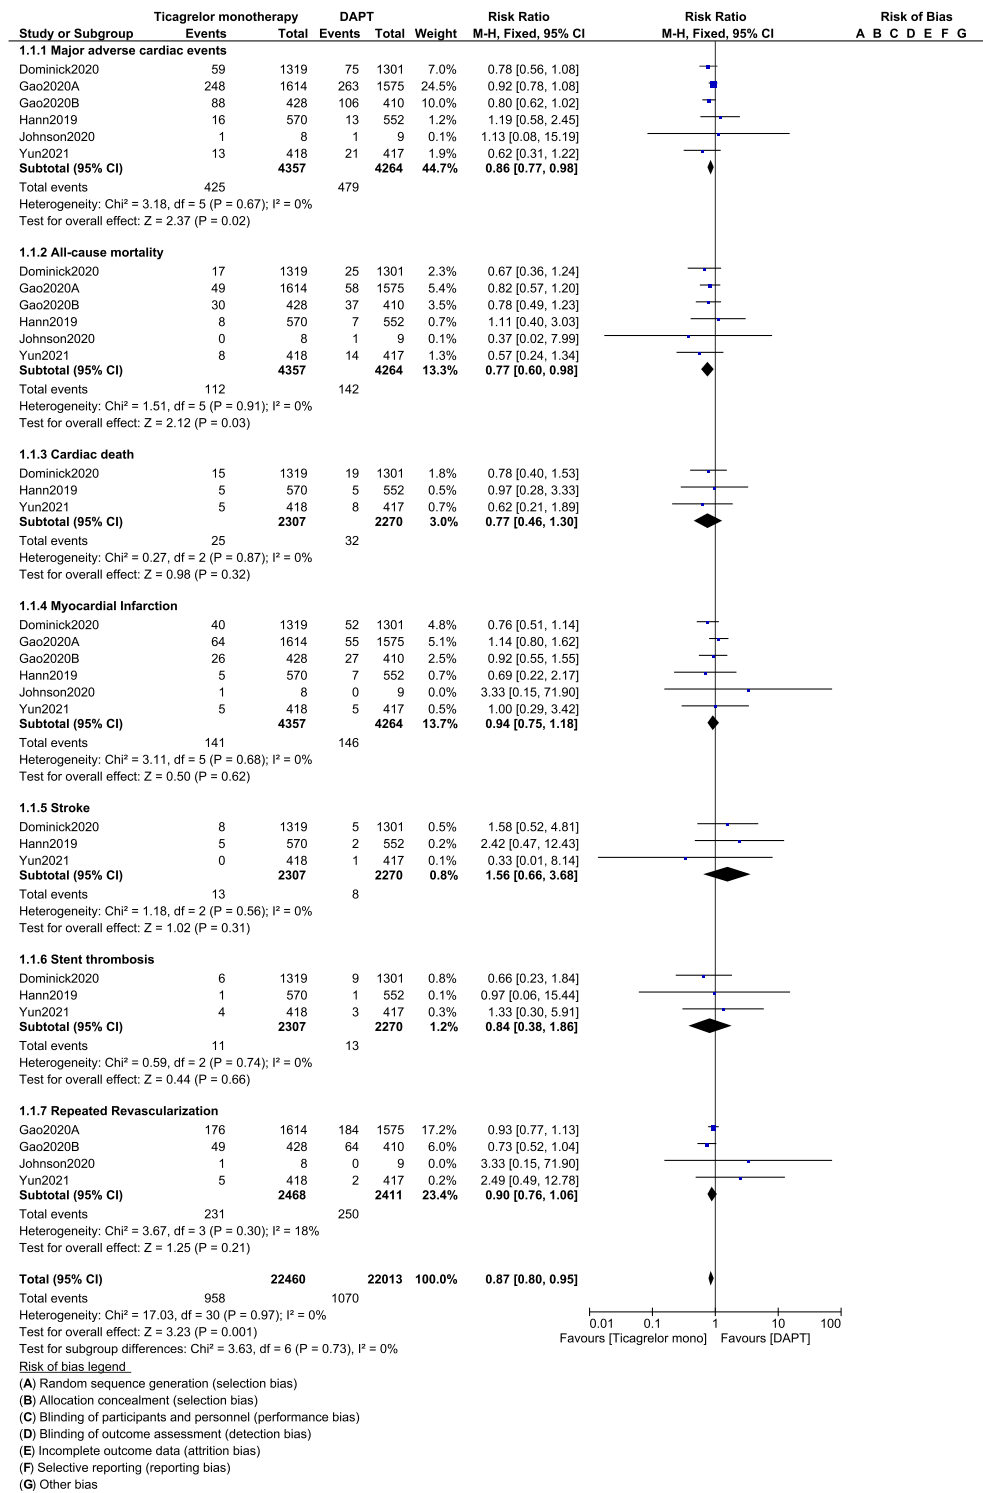 Ticagrelor monotherapy DAPT Risk Ratio Risk Ratio Risk of Bias
Study or Subgroup Events Total Events Total Weight M-H, Fixed, 95% CI M-H, Fixed, 95% CI A B C D E F G
1.1.1 Major adverse cardiac events
Dominick2020 59 1319 75 1301 7.0% 0.78 [0.56, 1.08]
Gao2020A 248 1614 263 1575 24.5% 0.92 [0.78, 1.08]
Gao2020B 88 428 106 410 10.0% 0.80 [0.62, 1.02]
Hann2019 16 570 13 552 1.2% 1.19 [0.58, 2.45]
Johnson2020 1 8 1 9 0.1% 1.13 [0.08, 15.19]
Yun2021 13 418 21 417 1.9% 0.62 [0.31, 1.22]
Subtotal (95% CI) 4357 4264 44.7% 0.86 [0.77, 0.98]
Total events 425 479
Heterogeneity: Chi² = 3.18, df = 5 (P = 0.67); I² = 0%
Test for overall effect: Z = 2.37 (P = 0.02)
1.1.2 All-cause mortality
Dominick2020 17 1319 25 1301 2.3% 0.67 [0.36, 1.24]
Gao2020A 49 1614 58 1575 5.4% 0.82 [0.57, 1.20]
Gao2020B 30 428 37 410 3.5% 0.78 [0.49, 1.23]
Hann2019 8 570 7 552 0.7% 1.11 [0.40, 3.03]
Johnson2020 0 8 1 9 0.1% 0.37 [0.02, 7.99]
Yun2021 8 418 14 417 1.3% 0.57 [0.24, 1.34]
Subtotal (95% CI) 4357 4264 13.3% 0.77 [0.60, 0.98]
Total events 112 142
Heterogeneity: Chi² = 1.51, df = 5 (P = 0.91); I² = 0%
Test for overall effect: Z = 2.12 (P = 0.03)
1.1.3 Cardiac death
Dominick2020 15 1319 19 1301 1.8% 0.78 [0.40, 1.53]
Hann2019 5 570 5 552 0.5% 0.97 [0.28, 3.33]
Yun2021 5 418 8 417 0.7% 0.62 [0.21, 1.89]
Subtotal (95% CI) 2307 2270 3.0% 0.77 [0.46, 1.30]
Total events 25 32
Heterogeneity: Chi² = 0.27, df = 2 (P = 0.87); I² = 0%
Test for overall effect: Z = 0.98 (P = 0.32)
1.1.4 Myocardial Infarction
Dominick2020 40 1319 52 1301 4.8% 0.76 [0.51, 1.14]
Gao2020A 64 1614 55 1575 5.1% 1.14 [0.80, 1.62]
Gao2020B 26 428 27 410 2.5% 0.92 [0.55, 1.55]
Hann2019 5 570 7 552 0.7% 0.69 [0.22, 2.17]
Johnson2020 1 8 0 9 0.0% 3.33 [0.15, 71.90]
Yun2021 5 418 5 417 0.5% 1.00 [0.29, 3.42]
Subtotal (95% CI) 4357 4264 13.7% 0.94 [0.75, 1.18]
Total events 141 146
Heterogeneity: Chi² = 3.11, df = 5 (P = 0.68); I² = 0%
Test for overall effect: Z = 0.50 (P = 0.62)
1.1.5 Stroke
Dominick2020 8 1319 5 1301 0.5% 1.58 [0.52, 4.81]
Hann2019 5 570 2 552 0.2% 2.42 [0.47, 12.43]
Yun2021 0 418 1 417 0.1% 0.33 [0.01, 8.14]
Subtotal (95% CI) 2307 2270 0.8% 1.56 [0.66, 3.68]
Total events 13 8
Heterogeneity: Chi² = 1.18, df = 2 (P = 0.56); I² = 0%
Test for overall effect: Z = 1.02 (P = 0.31)
1.1.6 Stent thrombosis
Dominick2020 6 1319 9 1301 0.8% 0.66 [0.23, 1.84]
Hann2019 1 570 1 552 0.1% 0.97 [0.06, 15.44]
Yun2021 4 418 3 417 0.3% 1.33 [0.30, 5.91]
Subtotal (95% CI) 2307 2270 1.2% 0.84 [0.38, 1.86]
Total events 11 13
Heterogeneity: Chi² = 0.59, df = 2 (P = 0.74); I² = 0%
Test for overall effect: Z = 0.44 (P = 0.66)
1.1.7 Repeated Revascularization
Gao2020A 176 1614 184 1575 17.2% 0.93 [0.77, 1.13]
Gao2020B 49 428 64 410 6.0% 0.73 [0.52, 1.04]
Johnson2020 1 8 0 9 0.0% 3.33 [0.15, 71.90]
Yun2021 5 418 2 417 0.2% 2.49 [0.49, 12.78]
Subtotal (95% CI) 2468 2411 23.4% 0.90 [0.76, 1.06]
Total events 231 250
Heterogeneity: Chi² = 3.67, df = 3 (P = 0.30); I² = 18%
Test for overall effect: Z = 1.25 (P = 0.21)
Total (95% CI) 22460 22013 100.0% 0.87 [0.80, 0.95]
Total events 958 1070
Heterogeneity: Chi² = 17.03, df = 30 (P = 0.97); I² = 0%
Test for overall effect: Z = 3.23 (P = 0.001)
Test for subgroup differences: Chi² = 3.63, df = 6 (P = 0.73), I² = 0%
0.01 0.1 1 10 100
Favours [Ticagrelor mono] Favours [DAPT]
Risk of bias legend
(A) Random sequence generation (selection bias)
(B) Allocation concealment (selection bias)
(C) Blinding of participants and personnel (performance bias)
(D) Blinding of outcome assessment (detection bias)
(E) Incomplete outcome data (attrition bias)
(F) Selective reporting (reporting bias)
(G) Other bias